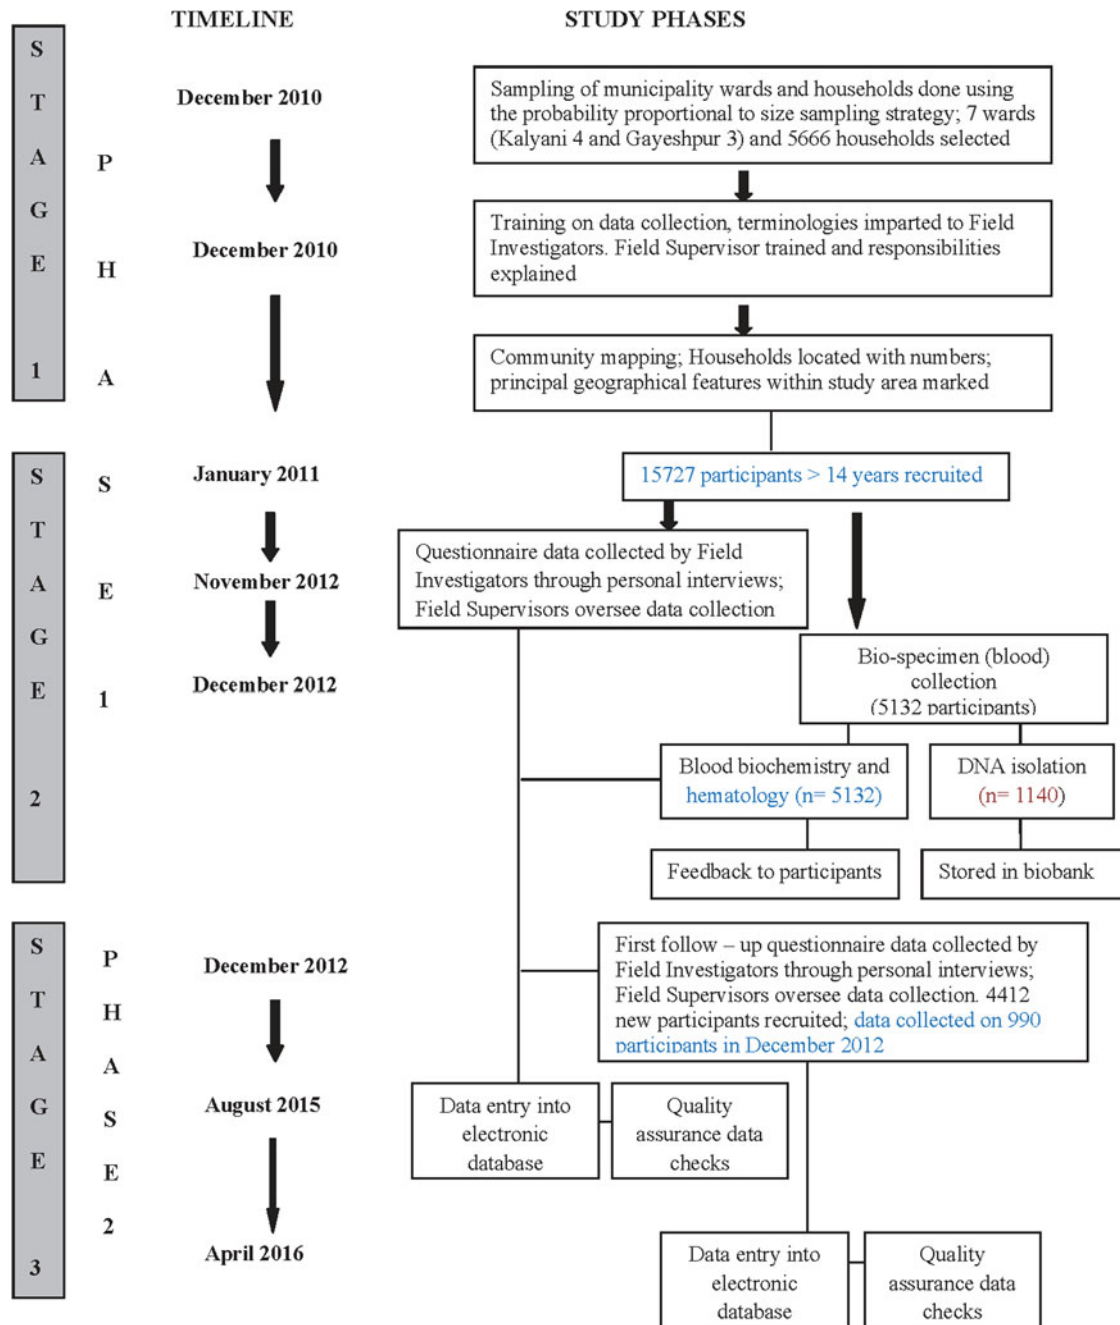 TIMELINE
STUDY PHASES
STAGE 1
PHASE 1
December 2010
December 2010
Sampling of municipality wards and households done using
the probability proportional to size sampling strategy; 7 wards
(Kalyani 4 and Gayeshpur 3) and 5666 households selected
Training on data collection, terminologies imparted to Field
Investigators. Field Supervisor trained and responsibilities
explained
Community mapping; Households located with numbers;
principal geographical features within study area marked
STAGE 2
January 2011
November 2012
December 2012
15727 participants > 14 years recruited
Questionnaire data collected by Field
Investigators through personal interviews;
Field Supervisors oversee data collection
Bio-specimen (blood)
collection
(5132 participants)
Blood biochemistry and
hematology (n= 5132)
DNA isolation
(n= 1140)
Feedback to participants
Stored in biobank
STAGE 3
PHASE 2
December 2012
August 2015
April 2016
First follow – up questionnaire data collected by
Field Investigators through personal interviews;
Field Supervisors oversee data collection. 4412
new participants recruited; data collected on 990
participants in December 2012
Data entry into
electronic
database
Quality
assurance data
checks
Data entry into
electronic
database
Quality
assurance data
checks